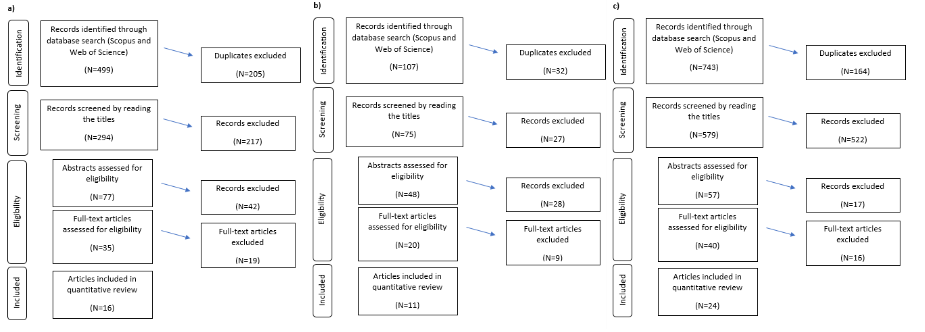 a)
Identification
Records identified through
database search (Scopus and
Web of Science)
(N=499)
Duplicates excluded
(N=205)
Screening
Records screened by reading
the titles
(N=294)
Records excluded
(N=217)
Eligibility
Abstracts assessed for
eligibility
(N=77)
Records excluded
(N=42)
Full-text articles
assessed for eligibility
(N=35)
Full-text articles
excluded
(N=19)
Included
Articles included in
quantitative review
(N=16)
b)
Identification
Records identified through
database search (Scopus and
Web of Science)
(N=107)
Duplicates excluded
(N=32)
Screening
Records screened by reading
the titles
(N=75)
Records excluded
(N=27)
Eligibility
Abstracts assessed for
eligibility
(N=48)
Records excluded
(N=28)
Full-text articles
assessed for eligibility
(N=20)
Full-text articles
excluded
(N=9)
Included
Articles included in
quantitative review
(N=11)
c)
Identification
Records identified through
database search (Scopus and
Web of Science)
(N=743)
Duplicates excluded
(N=164)
Screening
Records screened by reading
the titles
(N=579)
Records excluded
(N=522)
Eligibility
Abstracts assessed for
eligibility
(N=57)
Records excluded
(N=17)
Full-text articles
assessed for eligibility
(N=40)
Full-text articles
excluded
(N=16)
Included
Articles included in
quantitative review
(N=24)